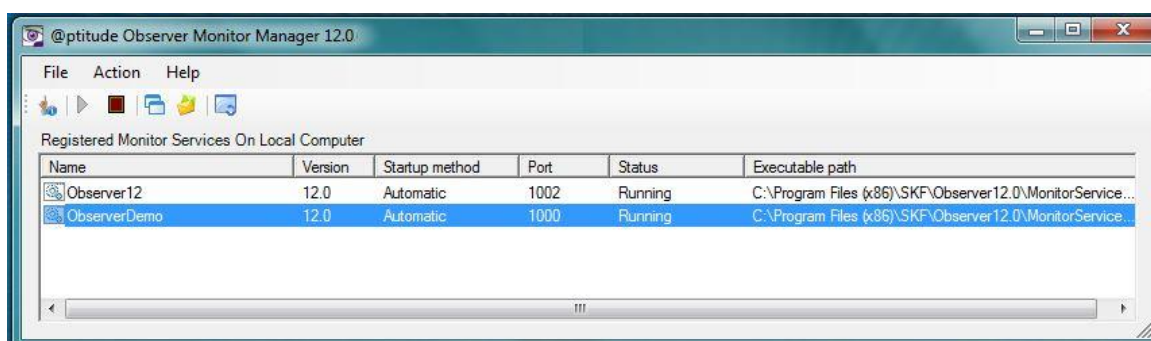 @ptitude Observer Monitor Manager 12.0
File Action Help
Registered Monitor Services On Local Computer
Name Version Startup method Port Status Executable path
Observer12 12.0 Automatic 1002 Running C:\Program Files (x86)\SKF\Observer12.0\MonitorService...
ObserverDemo 12.0 Automatic 1000 Running C:\Program Files (x86)\SKF\Observer12.0\MonitorService...